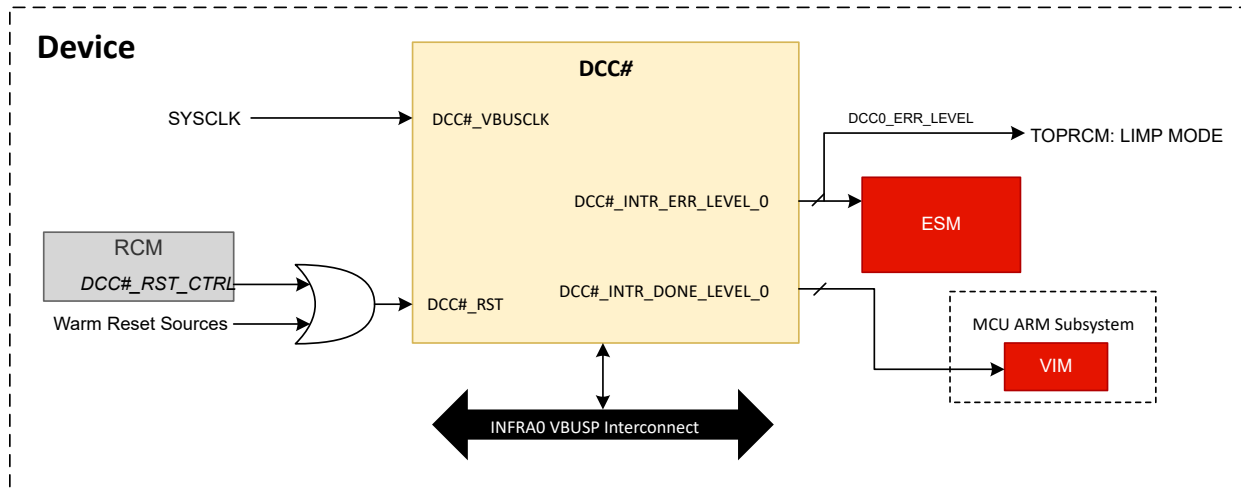 Device
DCC#
SYSCLK
DCC#_VBUSCLK
DCC0_ERR_LEVEL
TOPRCM: LIMP MODE
DCC#_INTR_ERR_LEVEL_0
ESM
RCM
DCC#_RST_CTRL
Warm Reset Sources
DCC#_RST
DCC#_INTR_DONE_LEVEL_0
MCU ARM Subsystem
VIM
INFRA0 VBUSP Interconnect